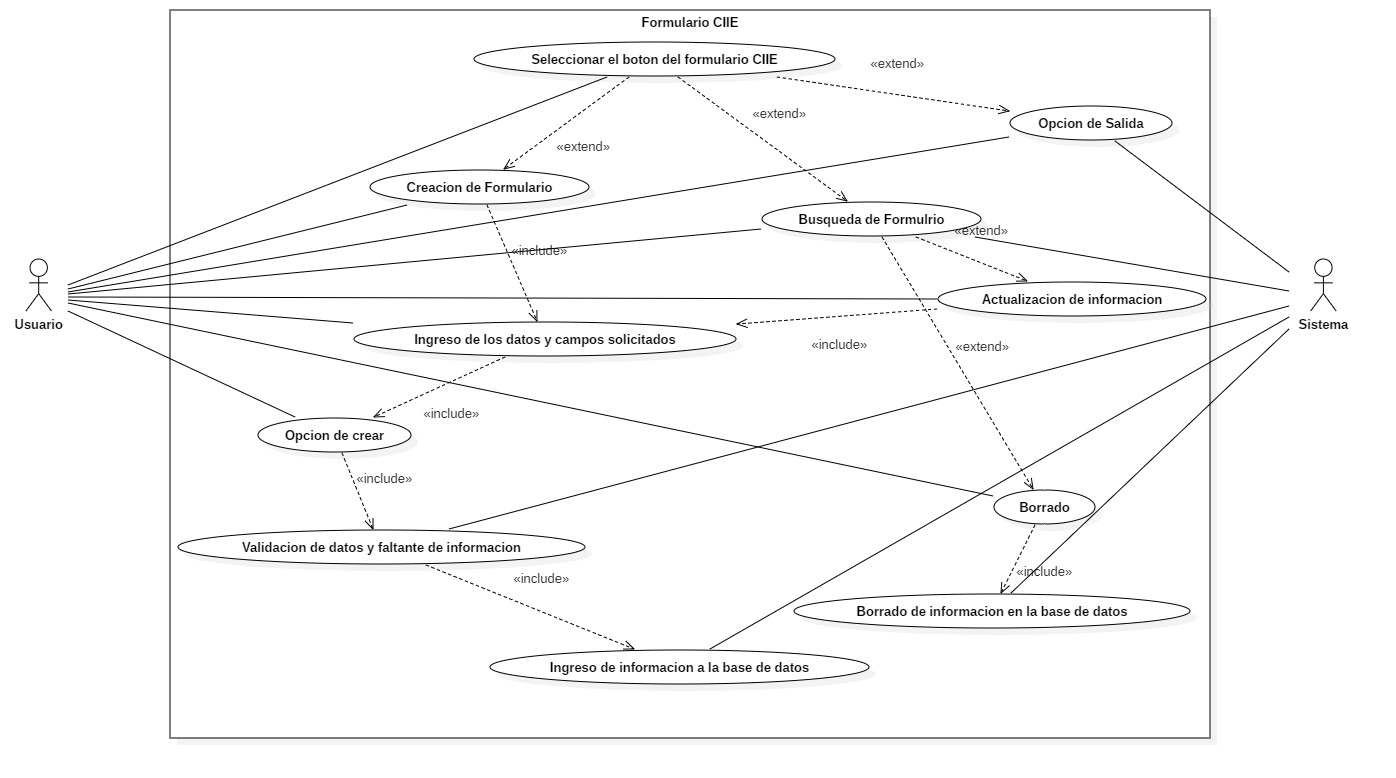 Formulario CIIE
Seleccionar el boton del formulario CIIE
«extend»
«extend»
Opcion de Salida
«extend»
Creacion de Formulario
Busqueda de Formulrio
«extend»
«include»
Usuario
Actualizacion de informacion
Sistema
Ingreso de los datos y campos solicitados
«include»
«extend»
«include»
Opcion de crear
«include»
Borrado
Validacion de datos y faltante de informacion
«include»
«include»
Borrado de informacion en la base de datos
Ingreso de informacion a la base de datos